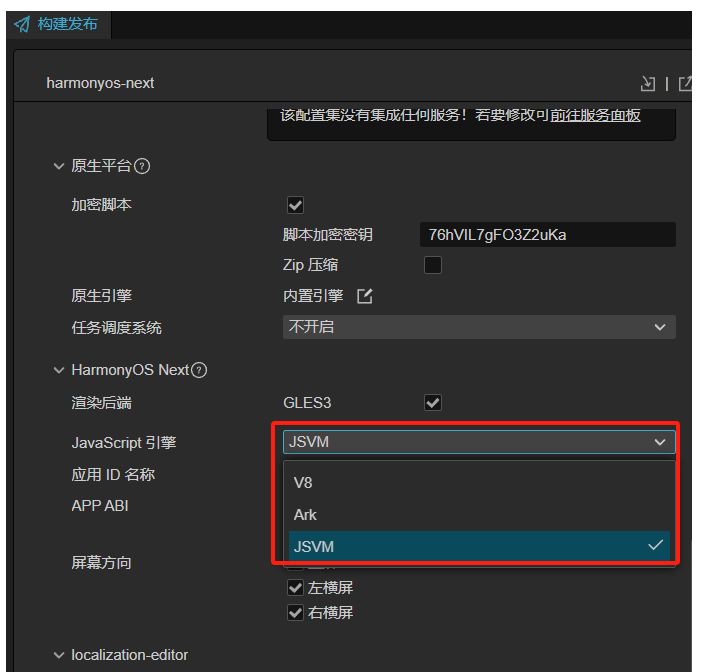 构建发布
harmonyos-next
该配置集没有集成任何服务！若要修改可前往服务面板
原生平台
加密脚本
脚本加密密钥 76hVIL7gFO3Z2uKa
Zip 压缩
原生引擎 内置引擎
任务调度系统 不开启
HarmonyOS Next
渲染后端 GLES3
JavaScript 引擎 JSVM
应用 ID 名称 V8
APP ABI Ark
JSVM
屏幕方向
左横屏
右横屏
localization-editor